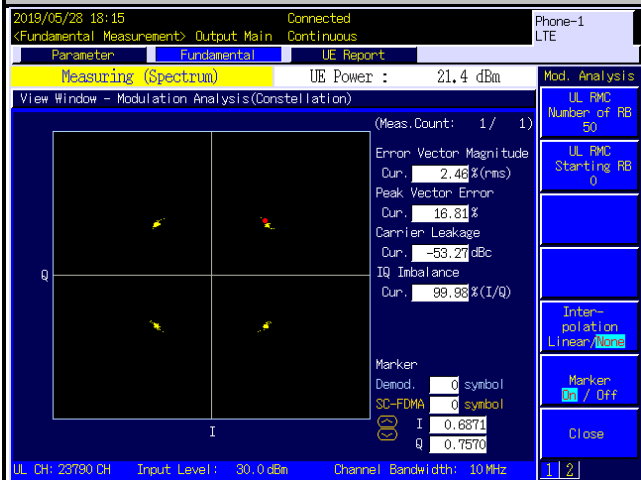 2019/05/28 18:15 Connected Phone-1
<Fundamental Measurement> Output Main Continuous LTE
Parameter Fundamental UE Report
Measuring (Spectrum) UE Power : 21.4 dBm Mod. Analysis
View Window - Modulation Analysis(Constellation)
(Meas.Count: 1/ 1)
Error Vector Magnitude
Cur. 2.46 %(rms)
Peak Vector Error
Cur. 16.81 %
Carrier Leakage
Cur. -53.27 dBc
IQ Imbalance
Cur. 99.98 %(I/Q)
Marker
Demod. 0 symbol
SC-FDMA 0 symbol
I 0.6871
Q 0.7570
Q
I
UL RMC
Number of RB
50
UL RMC
Starting RB
0
Inter-
polation
Linear/None
Marker
On / Off
Close
UL CH: 23790 CH Input Level: 30.0 dBm Channel Bandwidth: 10 MHz 1 2